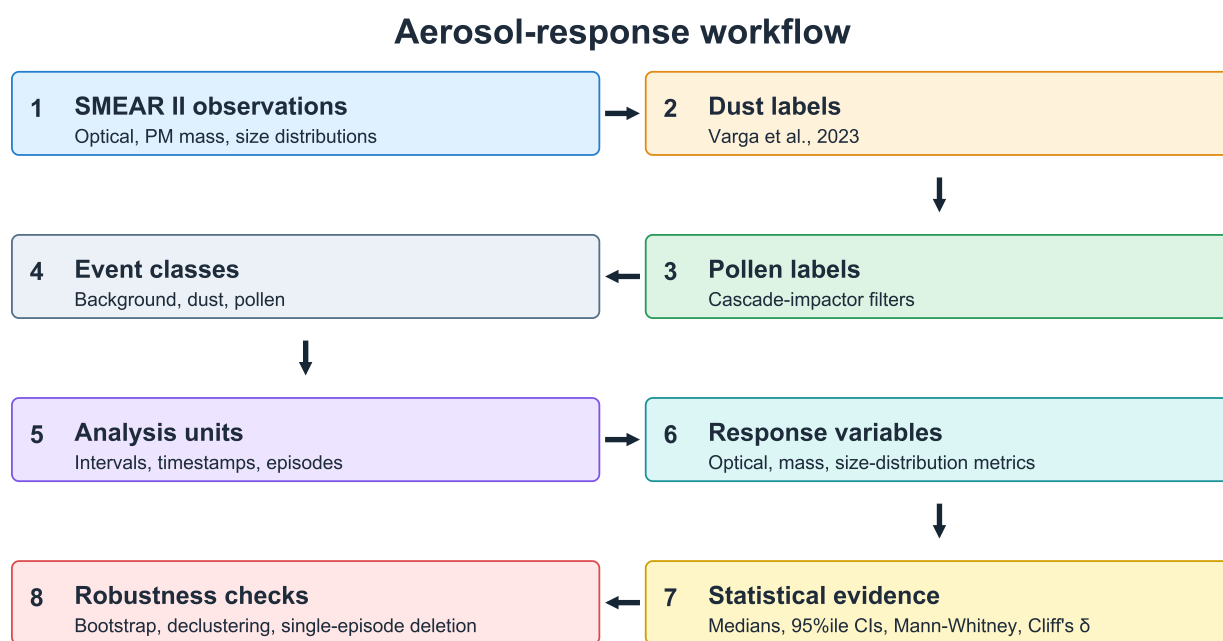 Aerosol-response workflow
1 SMEAR II observations
Optical, PM mass, size distributions
2 Dust labels
Varga et al., 2023
4 Event classes
Background, dust, pollen
3 Pollen labels
Cascade-impactor filters
5 Analysis units
Intervals, timestamps, episodes
6 Response variables
Optical, mass, size-distribution metrics
8 Robustness checks
Bootstrap, declustering, single-episode deletion
7 Statistical evidence
Medians, 95%ile CIs, Mann-Whitney, Cliff's δ